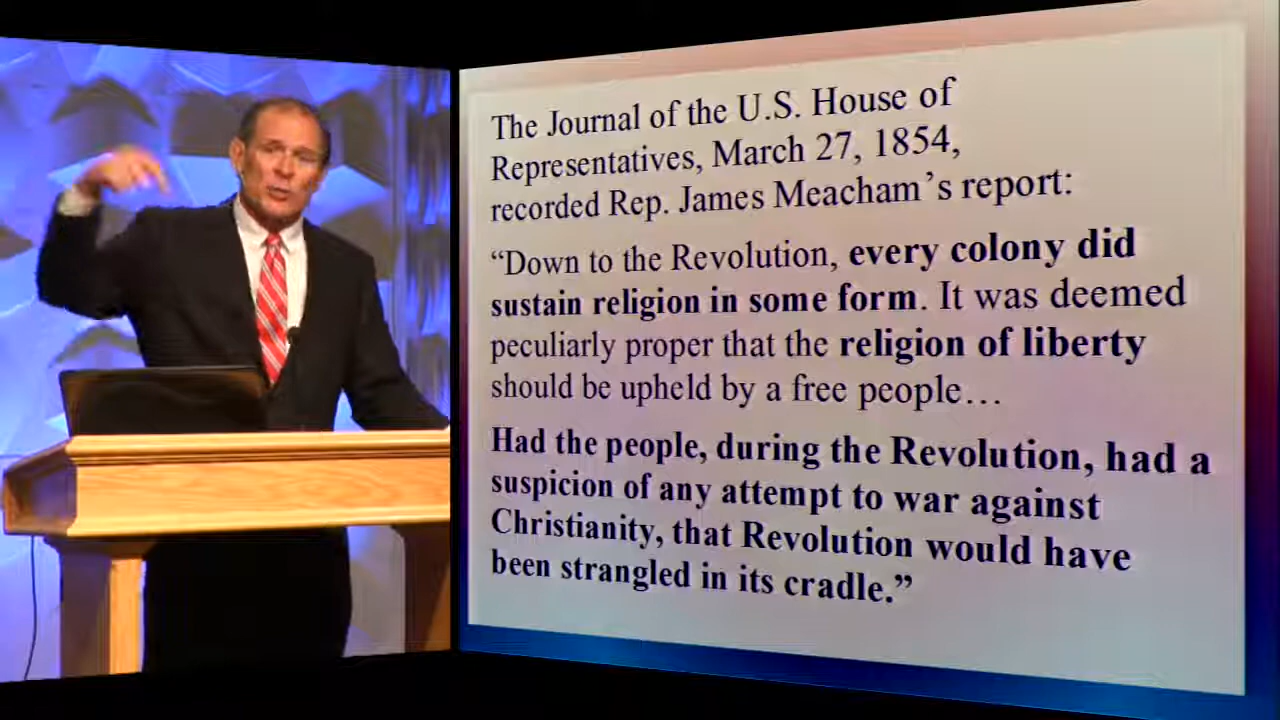 The Journal of the U.S. House of
Representatives, March 27, 1854,
recorded Rep. James Meacham’s report:
“Down to the Revolution, every colony did
sustain religion in some form. It was deemed
peculiarly proper that the religion of liberty
should be upheld by a free people…
Had the people, during the Revolution, had a
suspicion of any attempt to war against
Christianity, that Revolution would have
been strangled in its cradle.”